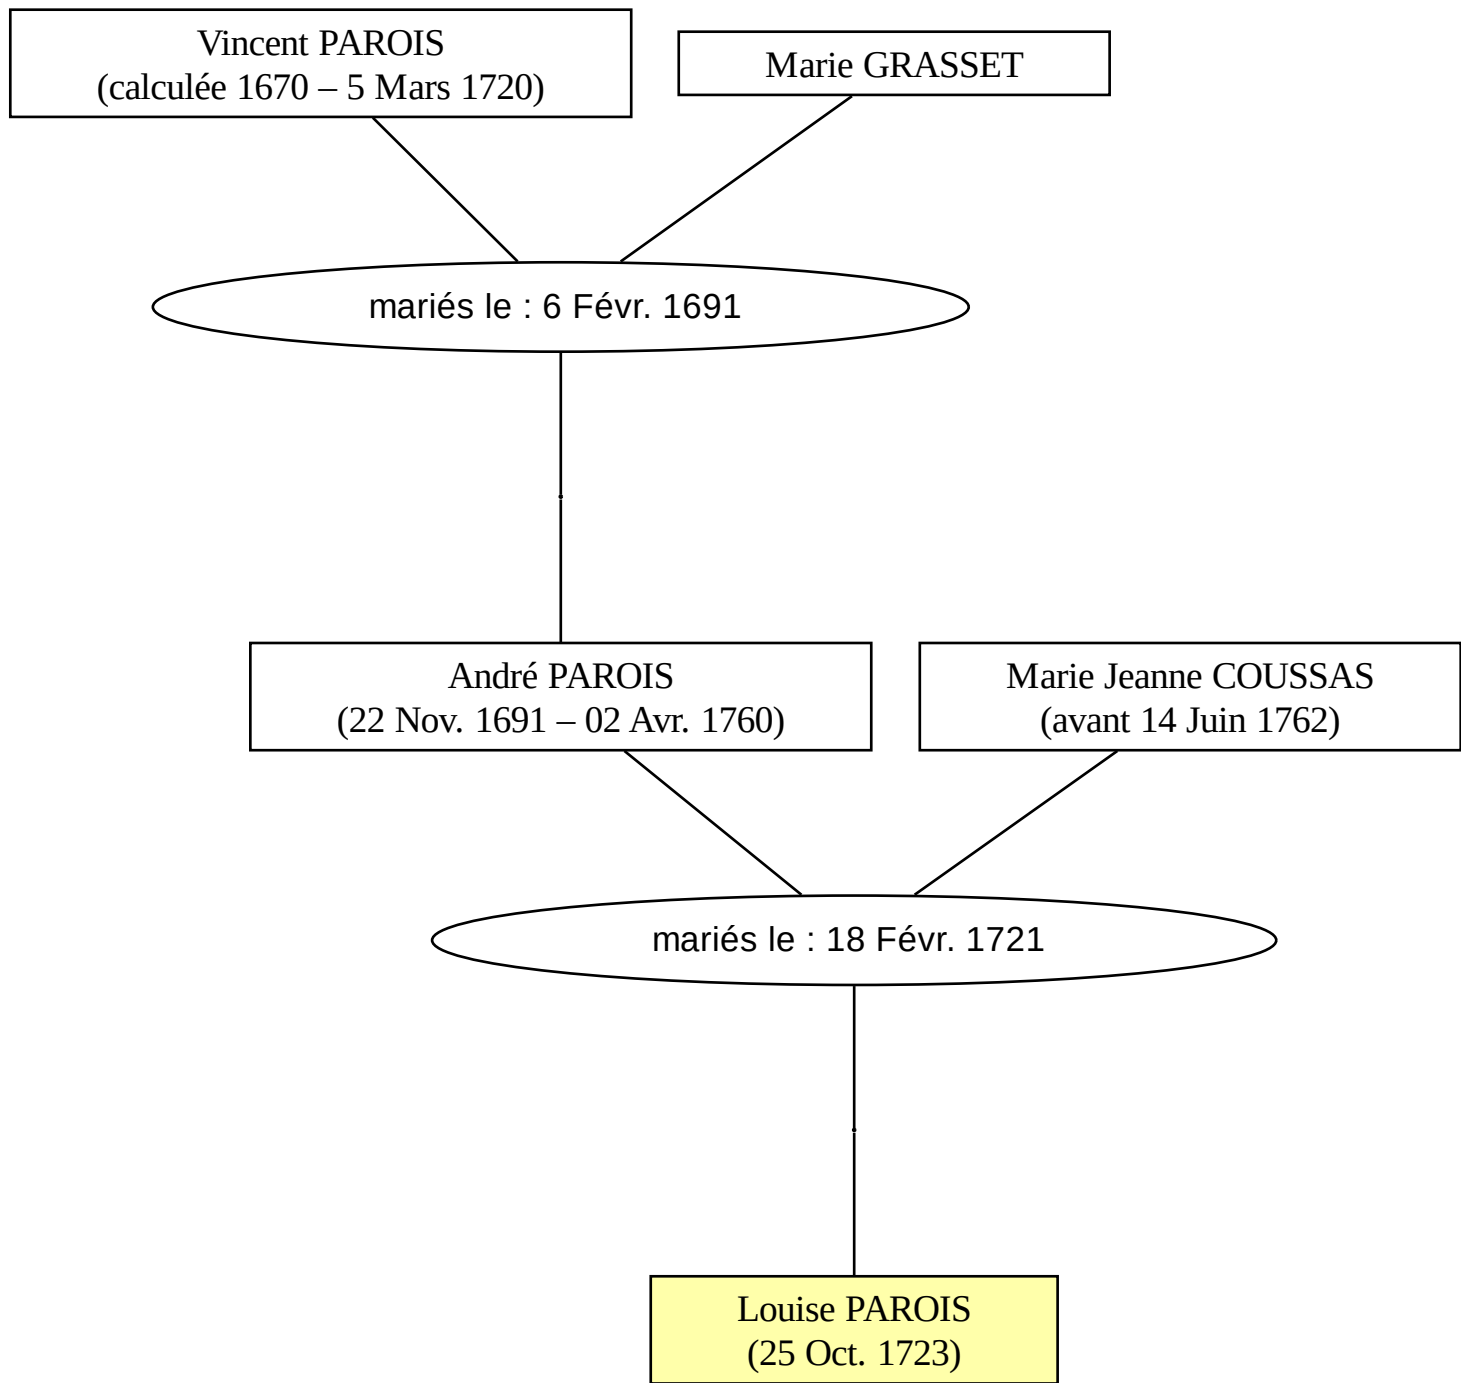 Vincent PAROIS
(calculée 1670 – 5 Mars 1720)
Marie GRASSET
mariés le : 6 Févr. 1691
André PAROIS
(22 Nov. 1691 – 02 Avr. 1760)
Marie Jeanne COUSSAS
(avant 14 Juin 1762)
mariés le : 18 Févr. 1721
Louise PAROIS
(25 Oct. 1723)